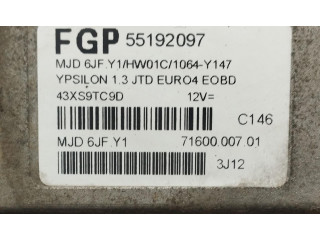 FGP 55192097
MJD 6JF.Y1/HW01C/1064-Y147
YPSILON 1.3 JTD EURO4 EOBD
43XS9TC9D 12V=
C146
MJD 6JF Y1 71600.007.01
3J12